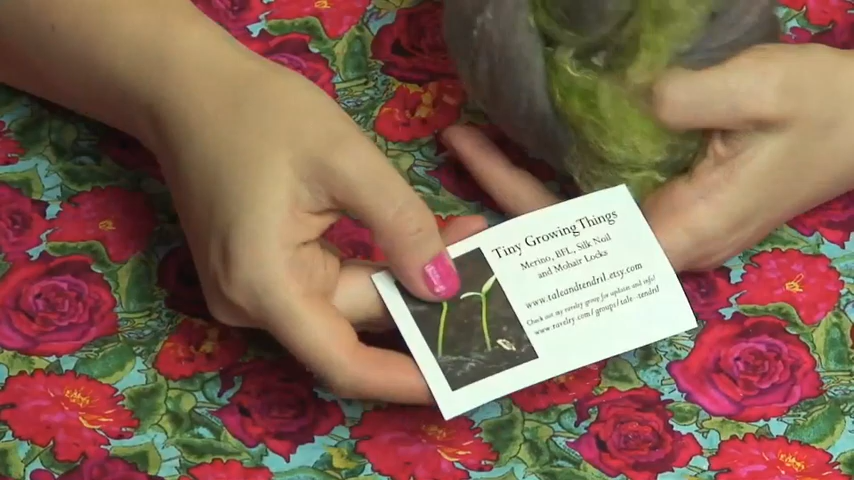 Tiny Growing Things
Merino, BFL, Silk Noil
and Mohair Locks
www.taleandtendril.etsy.com
Check out my ravelry group for updates and info!
www.ravelry.com/groups/tale-tendril